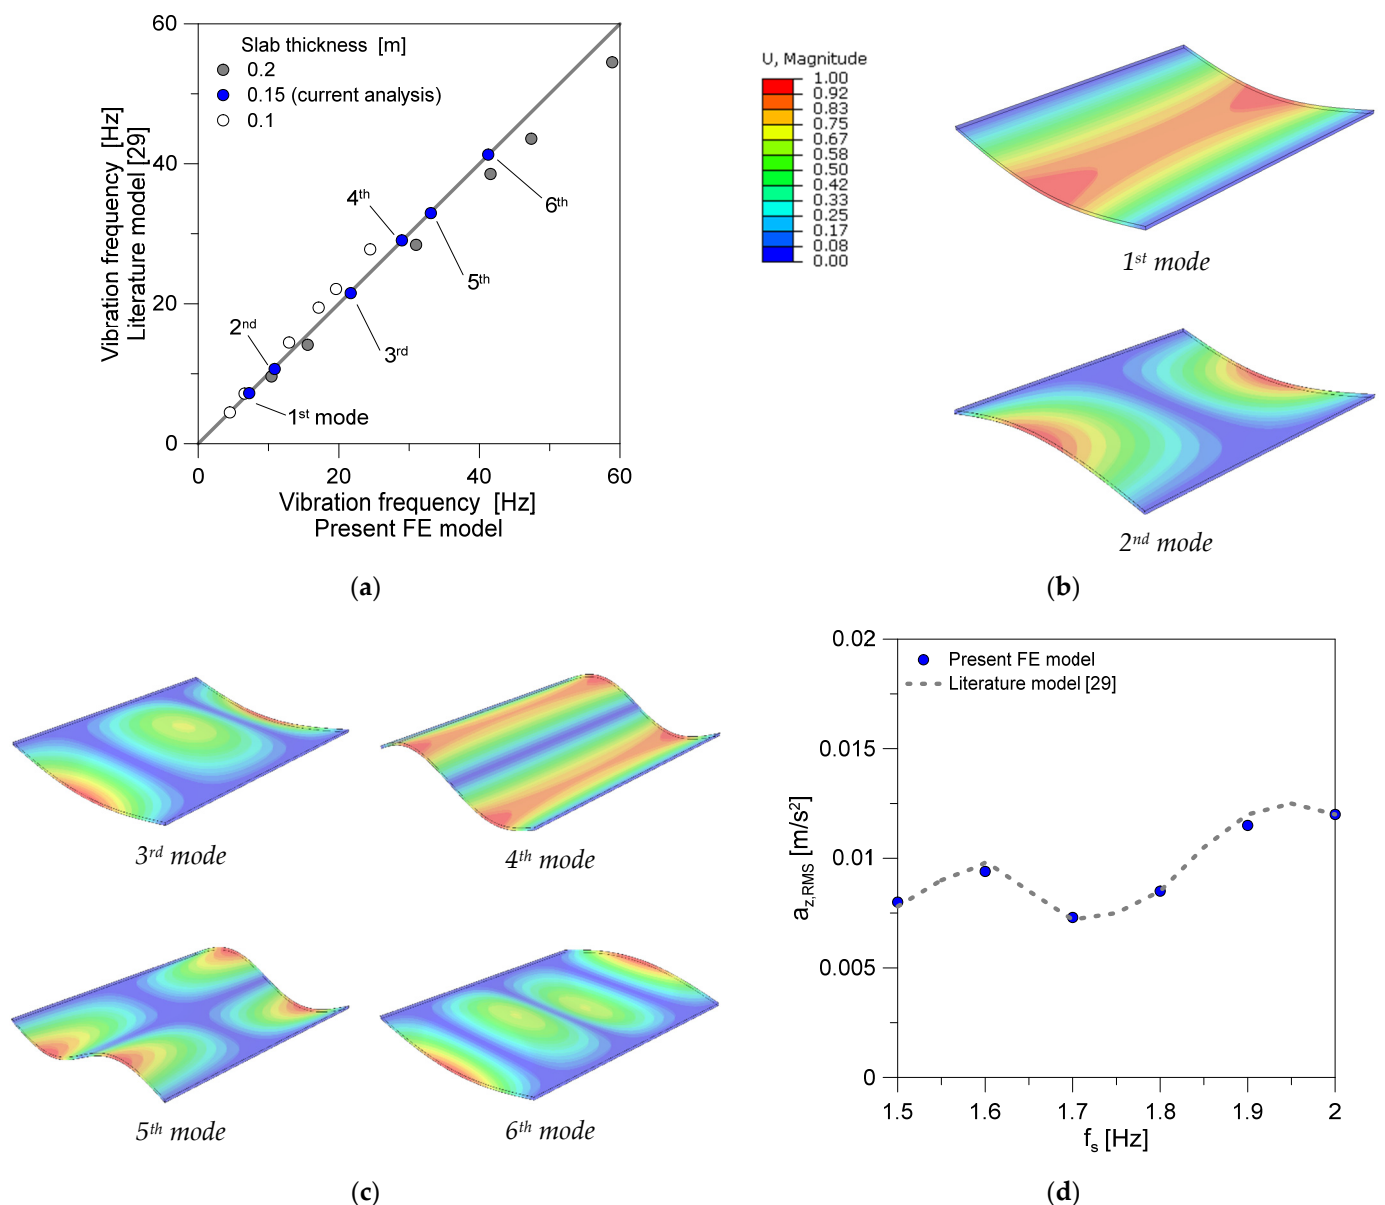 60
Slab thickness [m]
0.2
0.15 (current analysis)
0.1
40
20
0
Vibration frequency [Hz]
Literature model [29]
4th
6th
5th
2nd
3rd
1st mode
0
20
40
60
Vibration frequency [Hz]
Present FE model
(a)
U, Magnitude
1.00
0.92
0.83
0.75
0.67
0.58
0.50
0.42
0.33
0.25
0.17
0.08
0.00
1st mode
2nd mode
(b)
3rd mode
4th mode
5th mode
6th mode
(c)
0.02
Present FE model
Literature model [29]
0.015
0.01
0.005
0
az,RMS [m/s2]
1.5
1.6
1.7
1.8
1.9
2
fs [Hz]
(d)